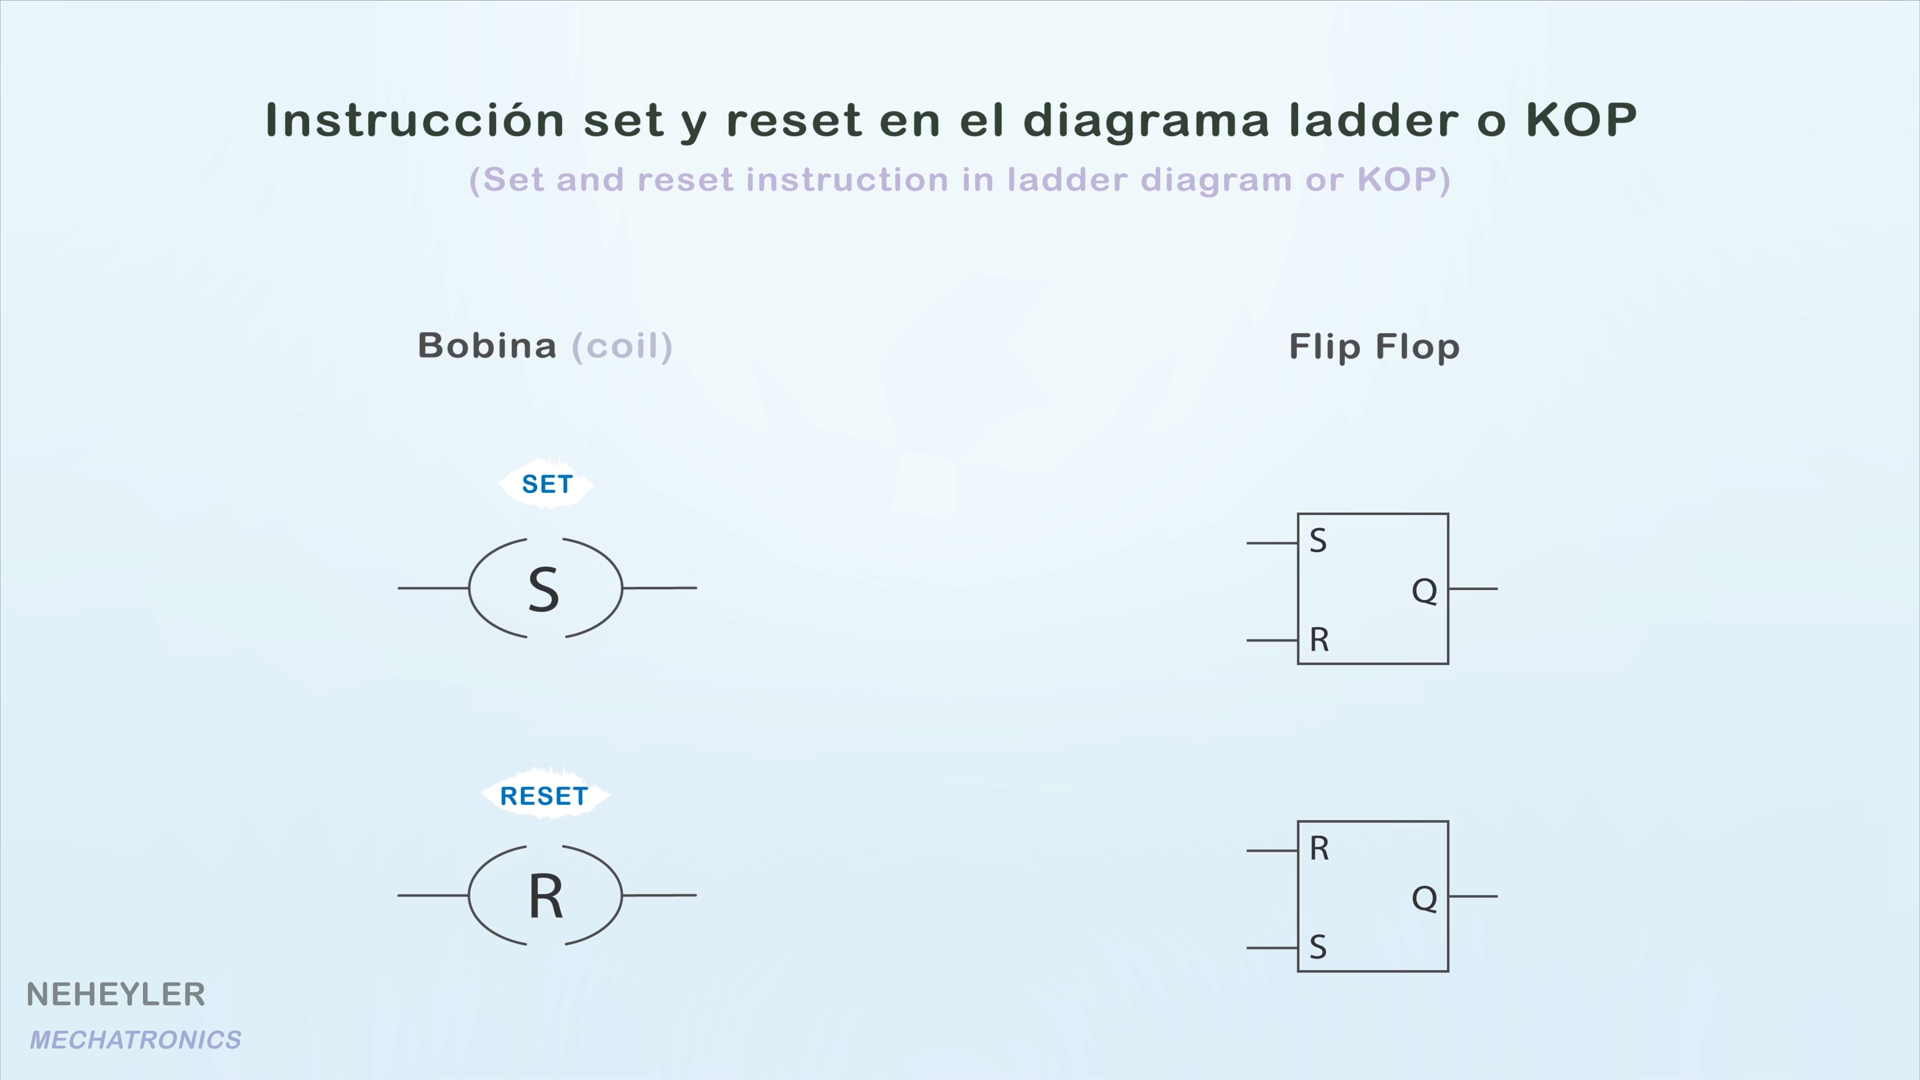 Instrucción set y reset en el diagrama ladder o KOP
(Set and reset instruction in ladder diagram or KOP)
Bobina (coil)
SET
S
RESET
R
Flip Flop
S
Q
R
R
Q
S
NEHEYLER
MECHATRONICS